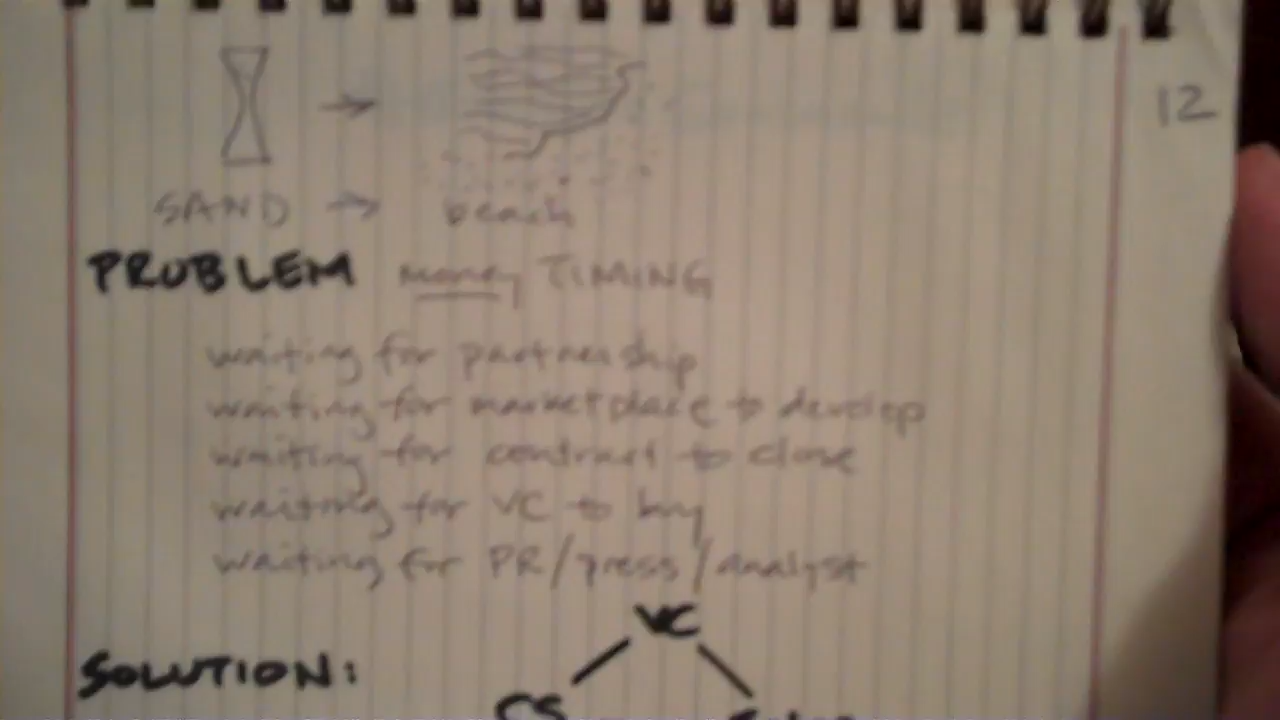 12
SAND → beach
PROBLEM money TIMING
waiting for partnership
waiting for marketplace to develop
waiting for contract to close
waiting for VC to buy
waiting for PR/press/analyst
VC
SOLUTION:
CS